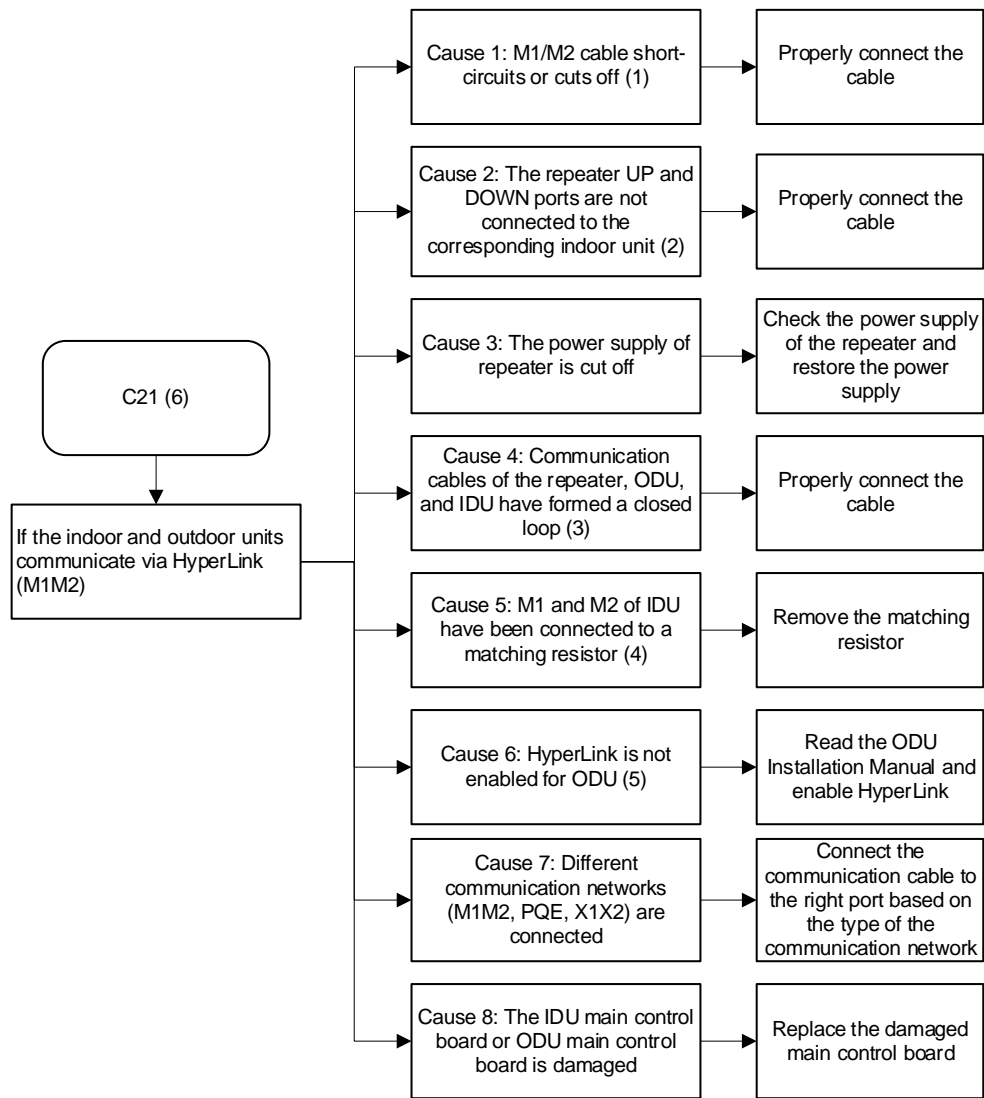 Cause 1: M1/M2 cable short-
circuits or cuts off (1)
Properly connect the
cable
Cause 2: The repeater UP and
DOWN ports are not
connected to the
corresponding indoor unit (2)
Properly connect the
cable
Cause 3: The power supply of
repeater is cut off
Check the power supply
of the repeater and
restore the power
supply
C21 (6)
Cause 4: Communication
cables of the repeater, ODU,
and IDU have formed a closed
loop (3)
Properly connect the
cable
If the indoor and outdoor units
communicate via HyperLink
(M1M2)
Cause 5: M1 and M2 of IDU
have been connected to a
matching resistor (4)
Remove the matching
resistor
Cause 6: HyperLink is not
enabled for ODU (5)
Read the ODU
Installation Manual and
enable HyperLink
Cause 7: Different
communication networks
(M1M2, PQE, X1X2) are
connected
Connect the
communication cable to
the right port based on
the type of the
communication network
Cause 8: The IDU main control
board or ODU main control
board is damaged
Replace the damaged
main control board